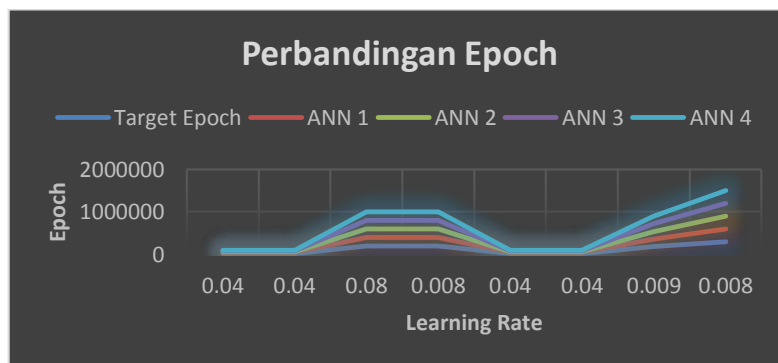 Perbandingan Epoch
Target Epoch ANN 1 ANN 2 ANN 3 ANN 4
2000000
1000000
0
Epoch
0.04 0.04 0.08 0.008 0.04 0.04 0.009 0.008
Learning Rate